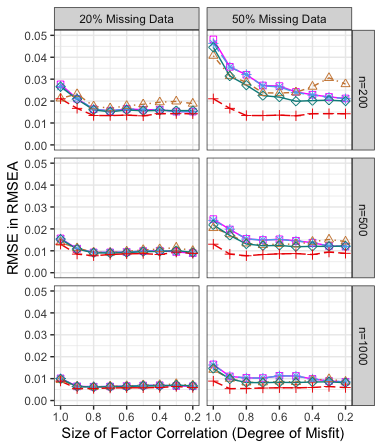 20% Missing Data 50% Missing Data
0.05
0.04
0.03
0.02
0.01
0.00
n=200
0.05
0.04
0.03
0.02
0.01
0.00
n=500
0.05
0.04
0.03
0.02
0.01
0.00
n=1000
RMSE in RMSEA
1.0 0.8 0.6 0.4 0.2 1.0 0.8 0.6 0.4 0.2
Size of Factor Correlation (Degree of Misfit)